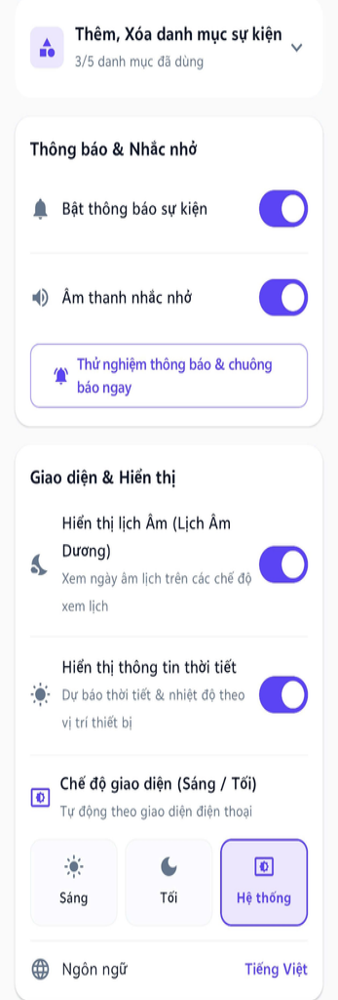 Thêm, Xóa danh mục sự kiện
3/5 danh mục đã dùng
Thông báo & Nhắc nhở
Bật thông báo sự kiện
Âm thanh nhắc nhở
Thử nghiệm thông báo & chuông
báo ngay
Giao diện & Hiển thị
Hiển thị lịch Âm (Lịch Âm
Dương)
Xem ngày âm lịch trên các chế độ
xem lịch
Hiển thị thông tin thời tiết
Dự báo thời tiết & nhiệt độ theo
vị trí thiết bị
Chế độ giao diện (Sáng / Tối)
Tự động theo giao diện điện thoại
Sáng
Tối
Hệ thống
Ngôn ngữ
Tiếng Việt